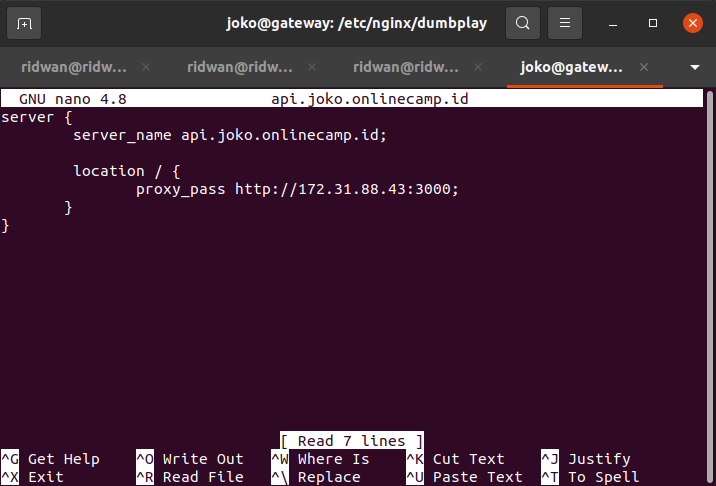 joko@gateway: /etc/nginx/dumbplay
ridwan@ridw... ridwan@ridw... ridwan@ridw... joko@gatew...
GNU nano 4.8 api.joko.onlinecamp.id
server {
        server_name api.joko.onlinecamp.id;

        location / {
               proxy_pass http://172.31.88.43:3000;
       }
}
[ Read 7 lines ]
^G Get Help ^O Write Out ^W Where Is ^K Cut Text ^J Justify
^X Exit ^R Read File ^\ Replace ^U Paste Text ^T To Spell